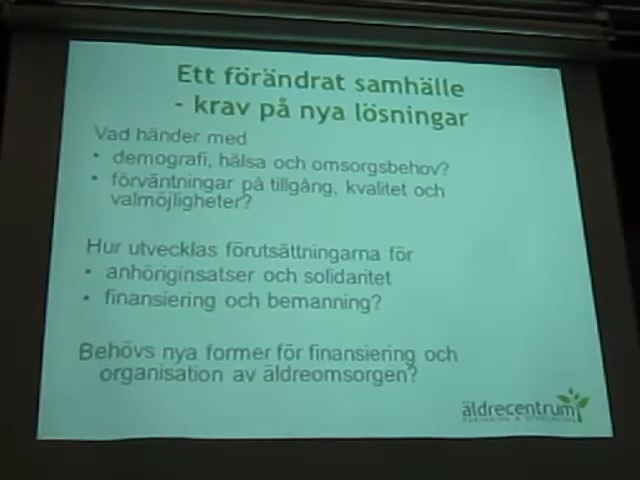 Ett förändrat samhälle
- krav på nya lösningar
Vad händer med
• demografi, hälsa och omsorgsbehov?
• förväntningar på tillgång, kvalitet och
valmöjligheter?
Hur utvecklas förutsättningarna för
• anhöriginsatser och solidaritet
• finansiering och bemanning?
Behövs nya former för finansiering och
organisation av äldreomsorgen?
äldrecentrum